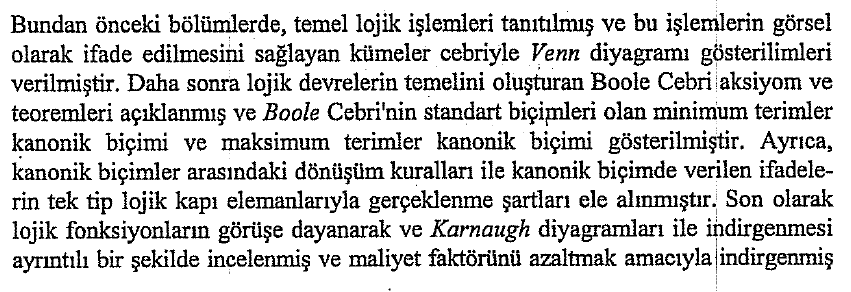 Bundan önceki bölümlerde, temel lojik işlemleri tanıtılmış ve bu işlemlerin görsel
olarak ifade edilmesini sağlayan kümeler cebriyle Venn diyagramı gösterilimleri
verilmiştir. Daha sonra lojik devrelerin temelini oluşturan Boole Cebri aksiyom ve
teoremleri açıklanmış ve Boole Cebri'nin standart biçimleri olan minimum terimler
kanonik biçimi ve maksimum terimler kanonik biçimi gösterilmiştir. Ayrıca,
kanonik biçimler arasındaki dönüşüm kuralları ile kanonik biçimde verilen ifadele-
rin tek tip lojik kapı elemanlarıyla gerçeklenme şartları ele alınmıştır. Son olarak
lojik fonksiyonların görüşe dayanarak ve Karnaugh diyagramları ile indirgenmesi
ayrıntılı bir şekilde incelenmiş ve maliyet faktörünü azaltmak amacıyla indirgenmiş